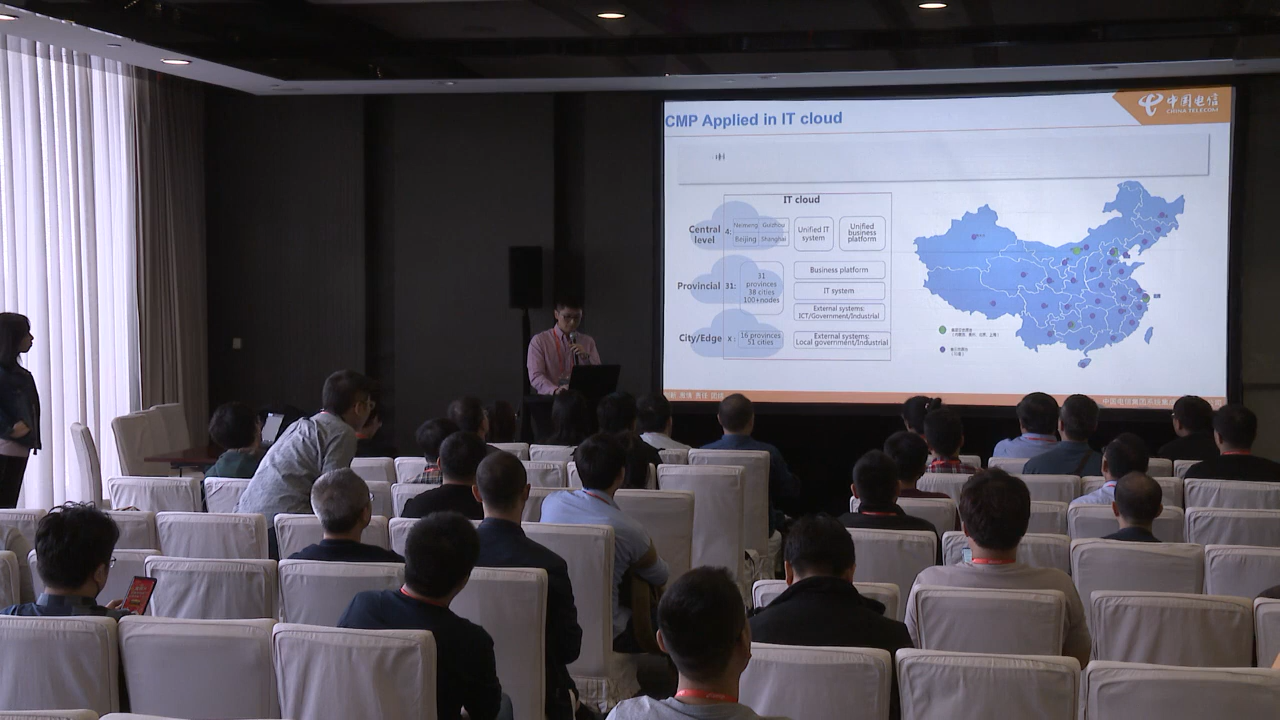 CMP Applied in IT cloud
中国电信
CHINA TELECOM
IT cloud
Central level
4:
Neimeng Guizhou
Beijing Shanghai
Unified IT system
Unified business platform
Provincial
31:
31 provinces
38 cities
100+nodes
Business platform
IT system
External systems:
ICT/Government/Industrial
City/Edge
x:
16 provinces
51 cities
External systems:
Local government/Industrial